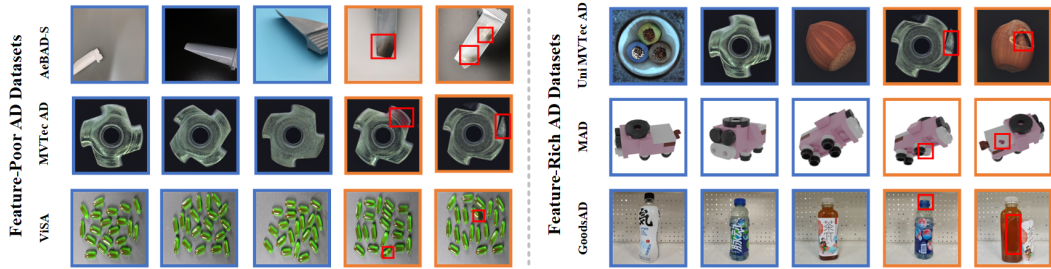 Feature-Poor AD Datasets
AeBAD-S
MVTec AD
ViSA
Feature-Rich AD Datasets
Uni MVTec AD
MAD
GoodsAD